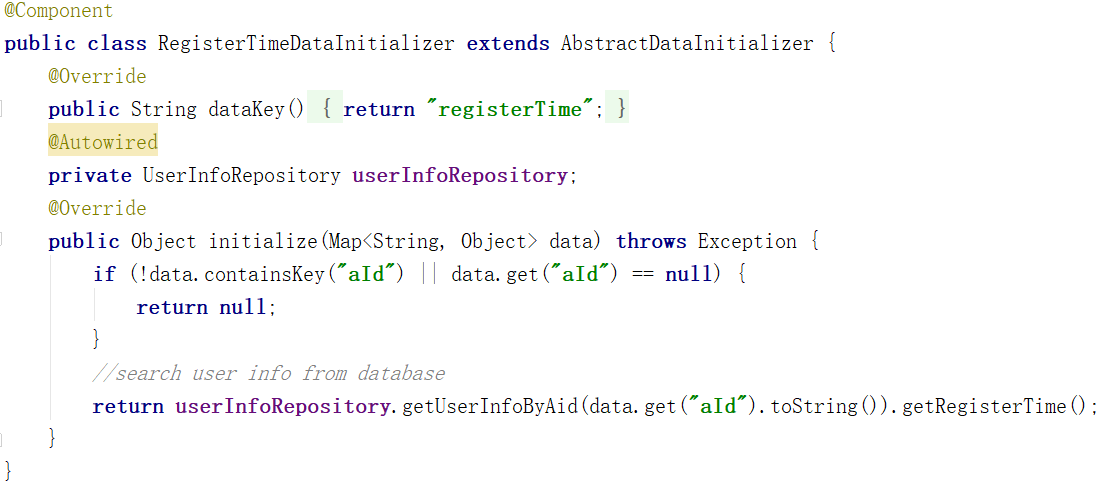 @Component
public class RegisterTimeDataInitializer extends AbstractDataInitializer {
@Override
public String dataKey() { return "registerTime"; }
@Autowired
private UserInfoRepository userInfoRepository;
@Override
public Object initialize(Map<String, Object> data) throws Exception {
if (!data.containsKey("aId") || data.get("aId") == null) {
return null;
}
//search user info from database
return userInfoRepository.getUserInfoByAid(data.get("aId").toString()).getRegisterTime();
}
}